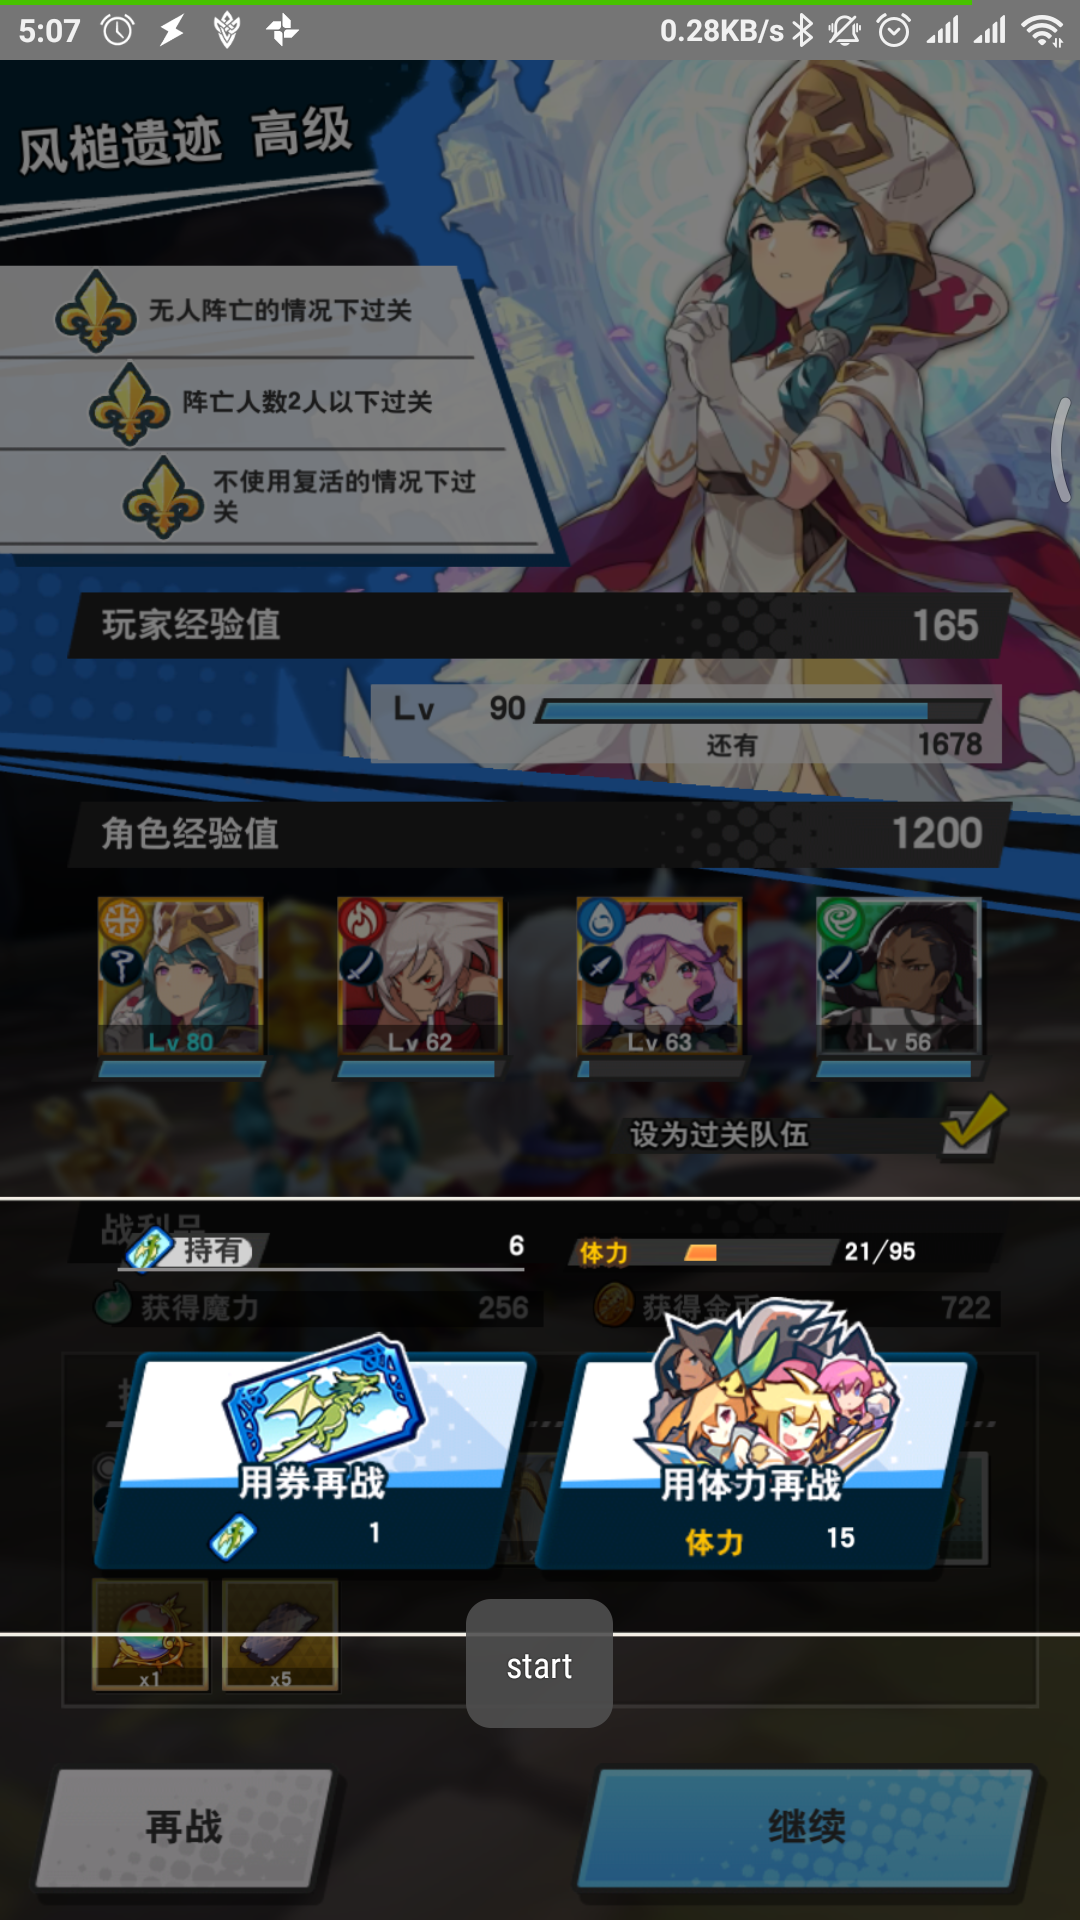 5:07
0.28KB/s
风槌遗迹 高级
无人阵亡的情况下过关
阵亡人数2人以下过关
不使用复活的情况下过
关
玩家经验值 165
Lv 90
还有 1678
角色经验值 1200
Lv 80 Lv 62 Lv 63 Lv 56
设为过关队伍
战利品
持有 6 体力 21/95
获得魔力 256 获得金币 722
用券再战 用体力再战
1 体力 15
x1 x5
start
再战 继续